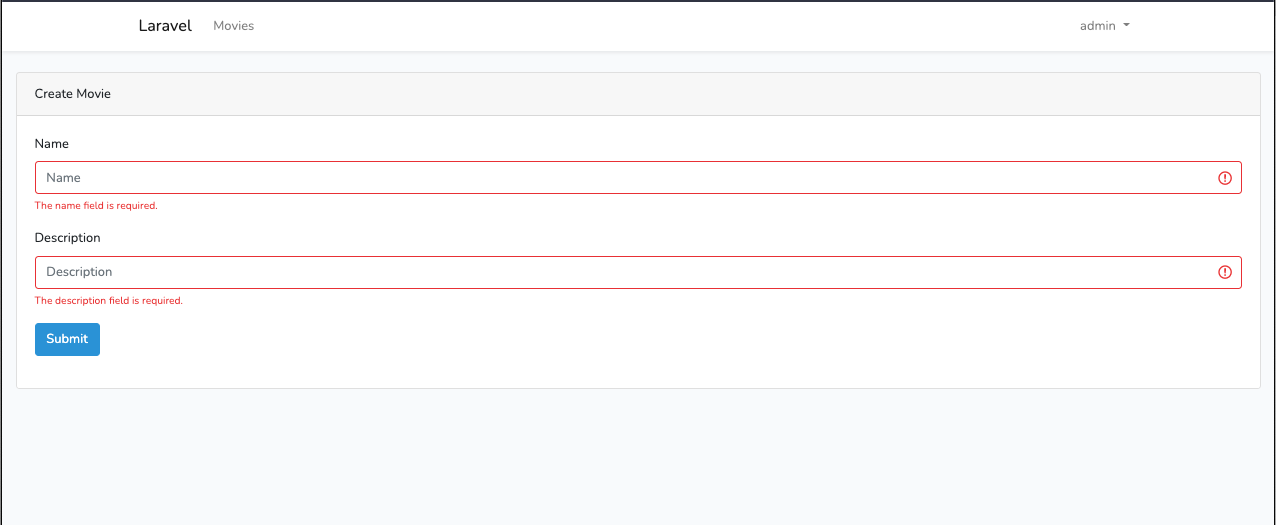 Laravel Movies admin
Create Movie
Name
Name
The name field is required.
Description
Description
The description field is required.
Submit